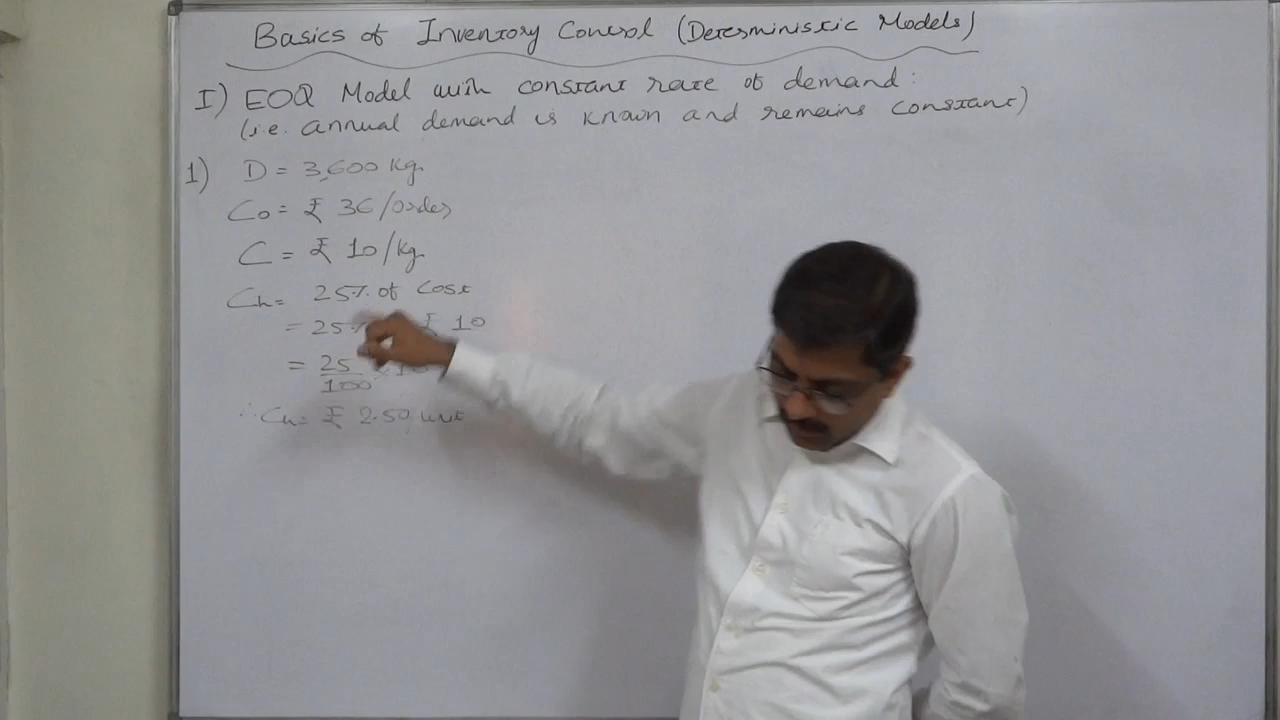 Basics of Inventory Control (Deterministic Models)
I) EOQ Model with constant rate of demand:
(i.e. annual demand is known and remains constant)
1) D = 3,600 Kg.
Co = ₹ 36/order
C = ₹ 10/Kg
Ch = 25% of cost
= 25% ₹ 10
= 25/100 × 10
∴ Ch = ₹ 2.50 unit